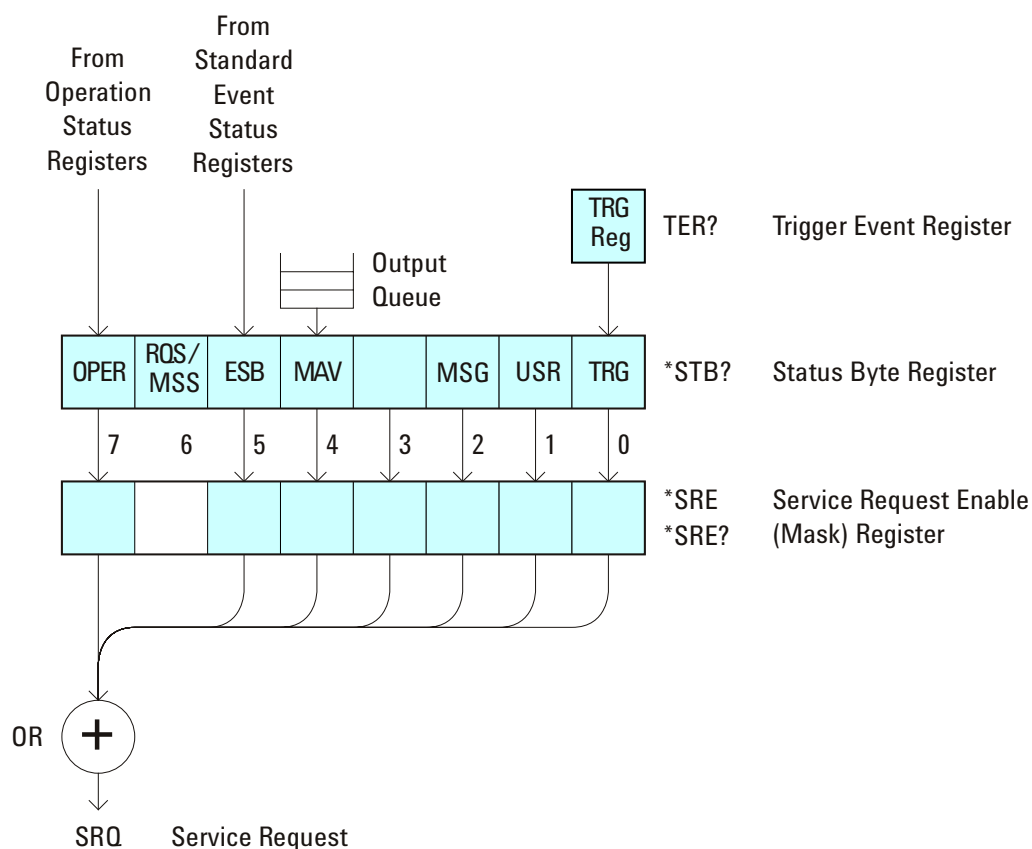 From
Operation
Status
Registers
From
Standard
Event
Status
Registers
TRG
Reg
TER? Trigger Event Register
Output
Queue
OPER RQS/
MSS ESB MAV MSG USR TRG *STB? Status Byte Register
7 6 5 4 3 2 1 0
*SRE Service Request Enable
*SRE? (Mask) Register
OR +
SRQ Service Request